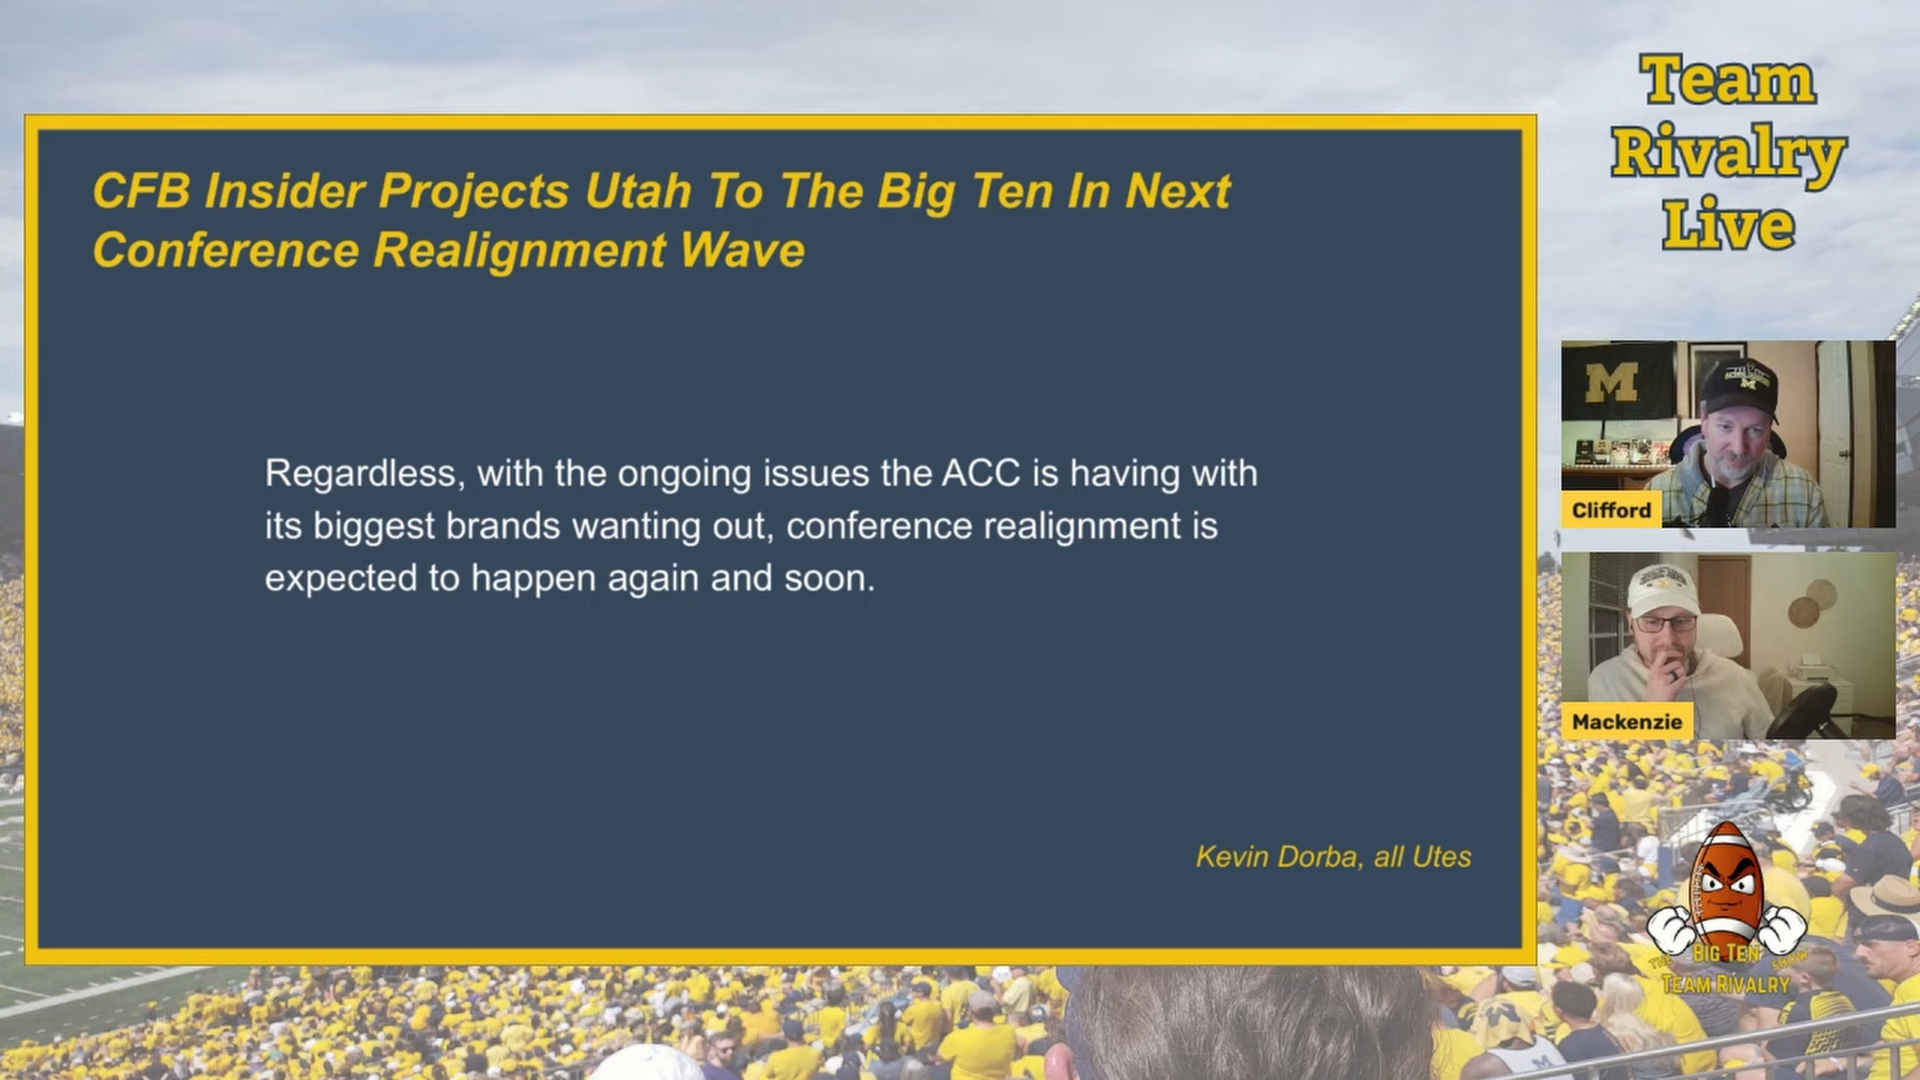 CFB Insider Projects Utah To The Big Ten In Next
Conference Realignment Wave
Regardless, with the ongoing issues the ACC is having with
its biggest brands wanting out, conference realignment is
expected to happen again and soon.
Kevin Dorba, all Utes
Team
Rivalry
Live
M
M
Clifford
Mackenzie
THE BIG TEN SHOW
TEAM RIVALRY
M